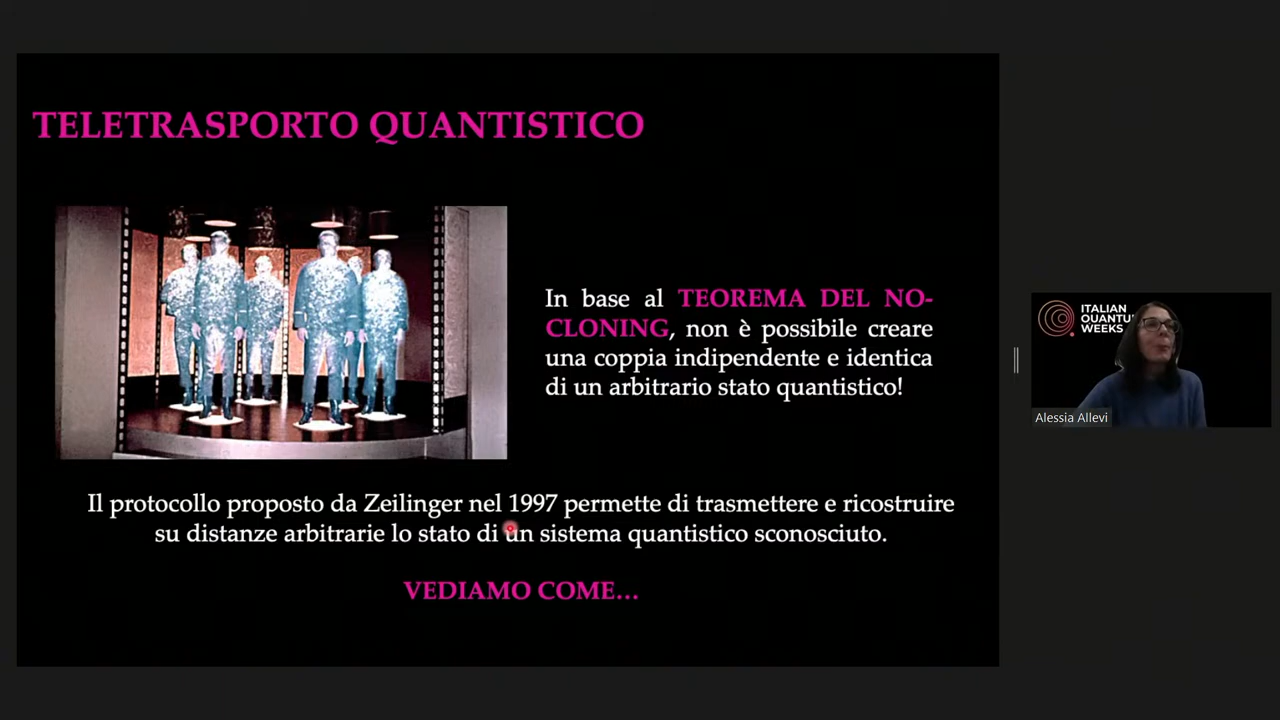 TELETRASPORTO QUANTISTICO
In base al TEOREMA DEL NO-
CLONING, non è possibile creare
una coppia indipendente e identica
di un arbitrario stato quantistico!
Il protocollo proposto da Zeilinger nel 1997 permette di trasmettere e ricostruire
su distanze arbitrarie lo stato di un sistema quantistico sconosciuto.
VEDIAMO COME…
ITALIAN
WEEKS
Alessia Allevi